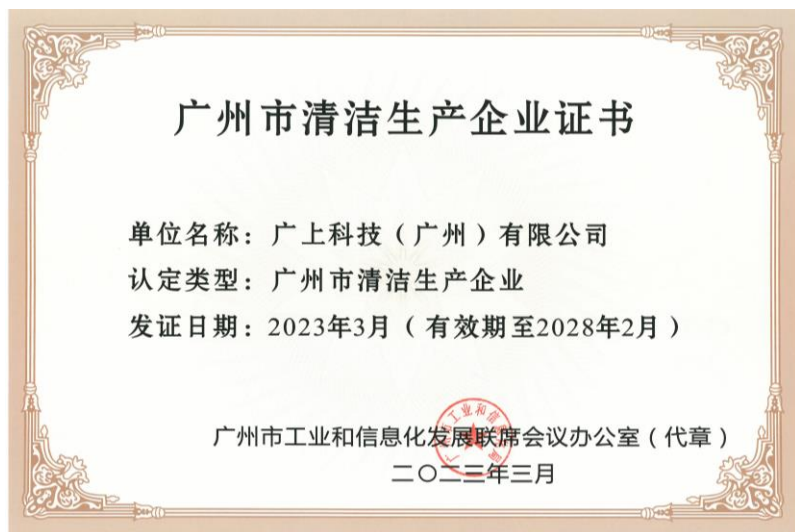 广州市清洁生产企业证书
单位名称：广上科技（广州）有限公司
认定类型：广州市清洁生产企业
发证日期：2023年3月（有效期至2028年2月）
广州市工业和信息化发展联席会议办公室（代章）
二〇二三年三月